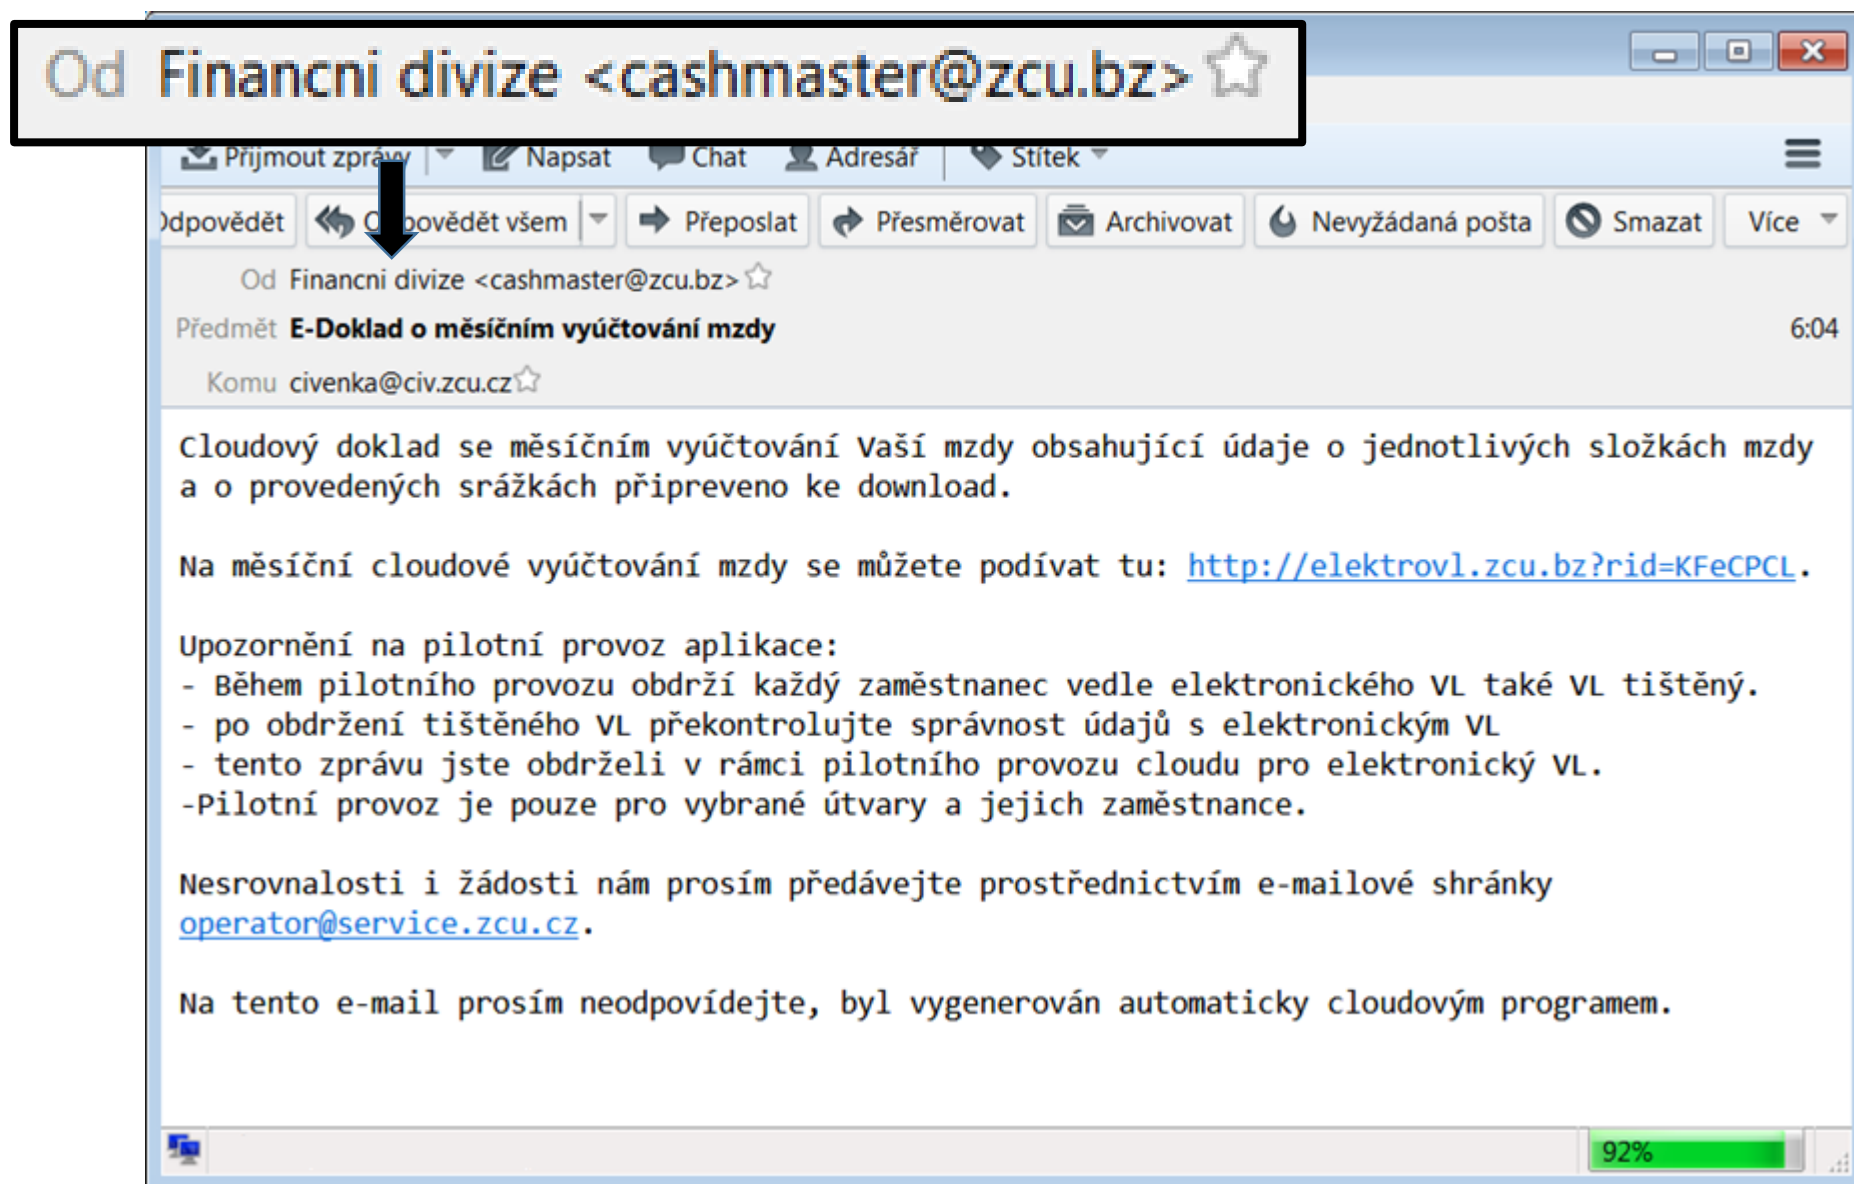 Od Financni divize <cashmaster@zcu.bz>
Přijmout zprávy Napsat Chat Adresář Štítek
Odpovědět Odpovědět všem Přeposlat Přesměrovat Archivovat Nevyžádaná pošta Smazat Více
Od Financni divize <cashmaster@zcu.bz>
Předmět E-Doklad o měsíčním vyúčtování mzdy 6:04
Komu civenka@civ.zcu.cz
Cloudový doklad se měsíčním vyúčtování Vaší mzdy obsahující údaje o jednotlivých složkách mzdy
a o provedených srážkách připreveno ke download.
Na měsíční cloudové vyúčtování mzdy se můžete podívat tu: http://elektrovl.zcu.bz?rid=KFeCPCL.
Upozornění na pilotní provoz aplikace:
- Během pilotního provozu obdrží každý zaměstnanec vedle elektronického VL také VL tištěný.
- po obdržení tištěného VL překontrolujte správnost údajů s elektronickým VL
- tento zprávu jste obdrželi v rámci pilotního provozu cloudu pro elektronický VL.
-Pilotní provoz je pouze pro vybrané útvary a jejich zaměstnance.
Nesrovnalosti i žádosti nám prosím předávejte prostřednictvím e-mailové shránky
operator@service.zcu.cz.
Na tento e-mail prosím neodpovídejte, byl vygenerován automaticky cloudovým programem.
92%